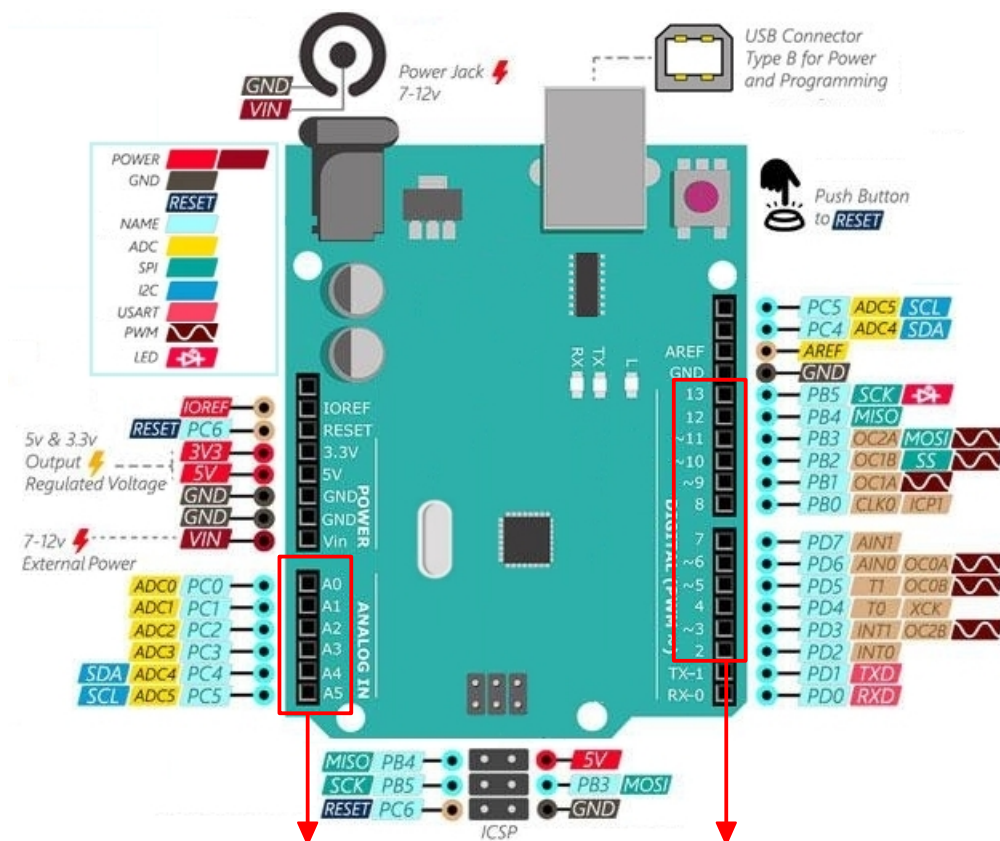 USB Connector
Type B for Power
and Programming
Power Jack
7-12v
GND
VIN
POWER
GND
RESET
NAME
ADC
SPI
I2C
USART
PWM
LED
Push Button
to RESET
PC5 ADC5 SCL
PC4 ADC4 SDA
AREF AREF
GND GND
13 PB5 SCK
12 PB4 MISO
~11 PB3 OC2A MOSI
~10 PB2 OC1B SS
~9 PB1 OC1A
8 PB0 CLK0 ICP1
7 PD7 AIN1
~6 PD6 AIN0 OC0A
~5 PD5 T1 OC0B
4 PD4 T0 XCK
~3 PD3 INT1 OC2B
2 PD2 INT0
TX-1 PD1 TXD
RX-0 PD0 RXD
DIGITAL (PWM ~)
RX TX L
IOREF IOREF
RESET PC6 RESET
3V3 3.3V
5V 5V
GND GND
GND GND
VIN Vin
POWER
5v & 3.3v
Output
Regulated Voltage
7-12v
External Power
ADC0 PC0 A0
ADC1 PC1 A1
ADC2 PC2 A2
ADC3 PC3 A3
SDA ADC4 PC4 A4
SCL ADC5 PC5 A5
ANALOG IN
MISO PB4 5V
SCK PB5 PB3 MOSI
RESET PC6 GND
ICSP